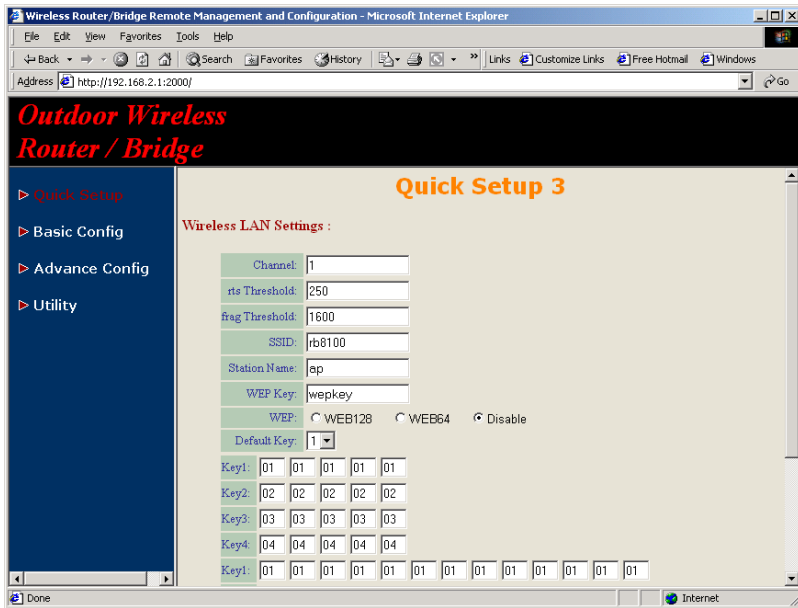 Wireless Router/Bridge Remote Management and Configuration - Microsoft Internet Explorer
File Edit View Favorites Tools Help
Back Search Favorites History » Links Customize Links Free Hotmail Windows
Address http://192.168.2.1:2000/ Go
Outdoor Wireless
Router / Bridge
Quick Setup
Basic Config
Advance Config
Utility
Quick Setup 3
Wireless LAN Settings :
Channel: 1
rts Threshold: 250
frag Threshold: 1600
SSID: rb8100
Station Name: ap
WEP Key: wepkey
WEP: WEB128 WEB64 Disable
Default Key: 1
Key1: 01 01 01 01 01
Key2: 02 02 02 02 02
Key3: 03 03 03 03 03
Key4: 04 04 04 04 04
Key1: 01 01 01 01 01 01 01 01 01 01 01 01 01
Done Internet